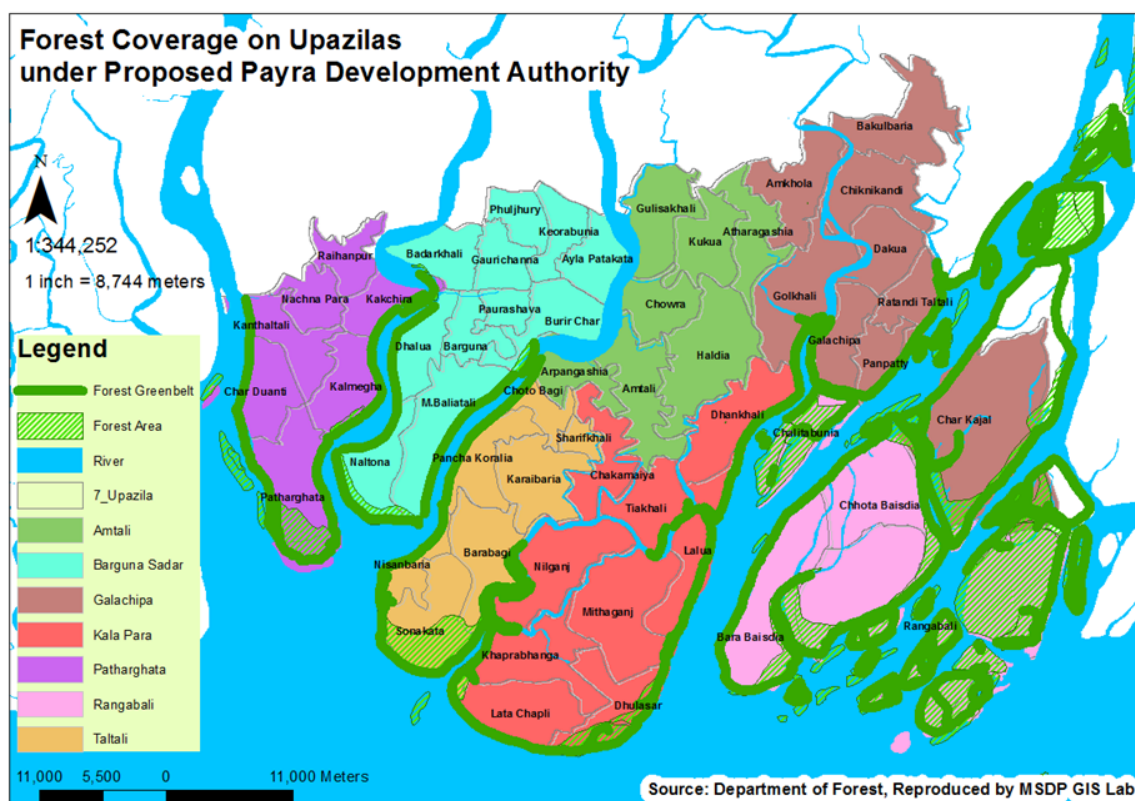 Forest Coverage on Upazilas
under Proposed Payra Development Authority
N
1:344,252
1 inch = 8,744 meters
Legend
Forest Greenbelt
Forest Area
River
7_Upazila
Amtali
Barguna Sadar
Galachipa
Kala Para
Patharghata
Rangabali
Taltali
11,000 5,500 0 11,000 Meters
Bakulbaria
Amkhola
Chiknikandi
Gulisakhali
Phuljhury
Keorabunia
Kukua
Atharagashia
Dakua
Badarkhali
Raihanpur
Gaurichanna
Ayla Patakata
Nachna Para
Kakchira
Chowra
Golkhali
Ratandi Taltali
Paurashava
Burir Char
Kanthaltali
Dhalua
Barguna
Galachipa
Haldia
Panpatty
Arpangashia
Kalmegha
Choto Bagi
Amtali
Char Duanti
M.Baliatali
Dhankhali
Char Kajal
Sharifkhali
Chalitabunia
Pancha Koralia
Naltona
Karaibaria
Chakamaiya
Patharghata
Tiakhali
Chhota Baisdia
Barabagi
Lalua
Nisanbaria
Nilganj
Mithaganj
Sonakata
Rangabali
Bara Baisdia
Khaprabhanga
Dhulasar
Lata Chapli
Source: Department of Forest, Reproduced by MSDP GIS Lab